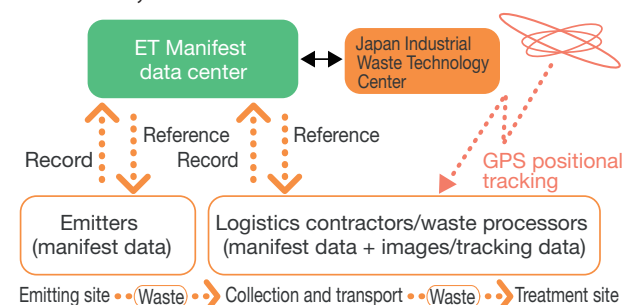 ET Manifest
data center
Japan Industrial
Waste Technology
Center
Reference
Record
Record
Reference
GPS positional
tracking
Emitters
(manifest data)
Logistics contractors/waste processors
(manifest data + images/tracking data)
Emitting site Waste Collection and transport Waste Treatment site